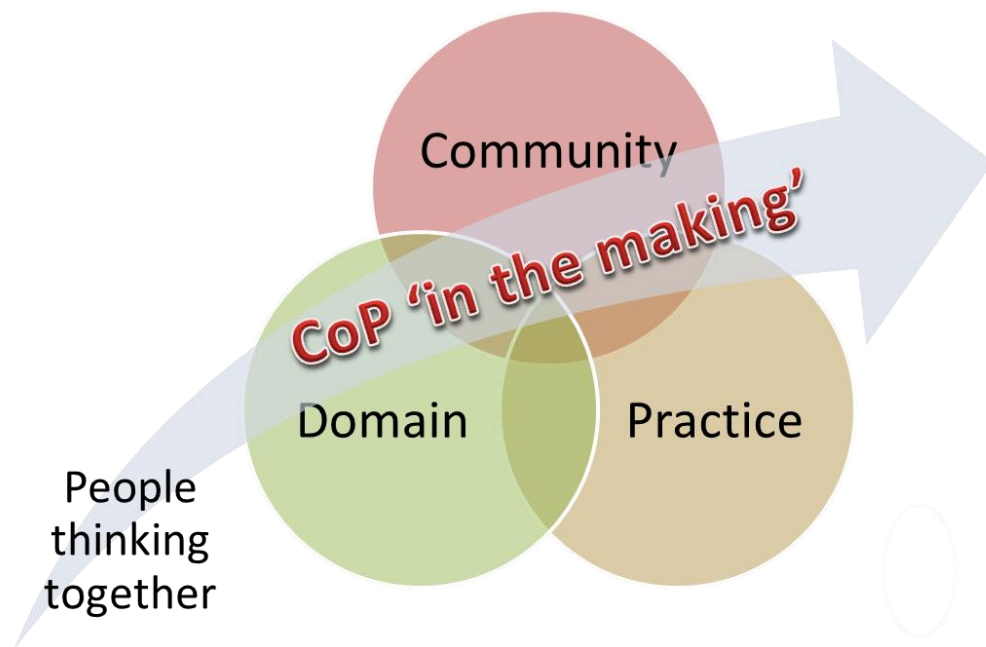 Community
CoP ‘in the making’
Domain
Practice
People
thinking
together